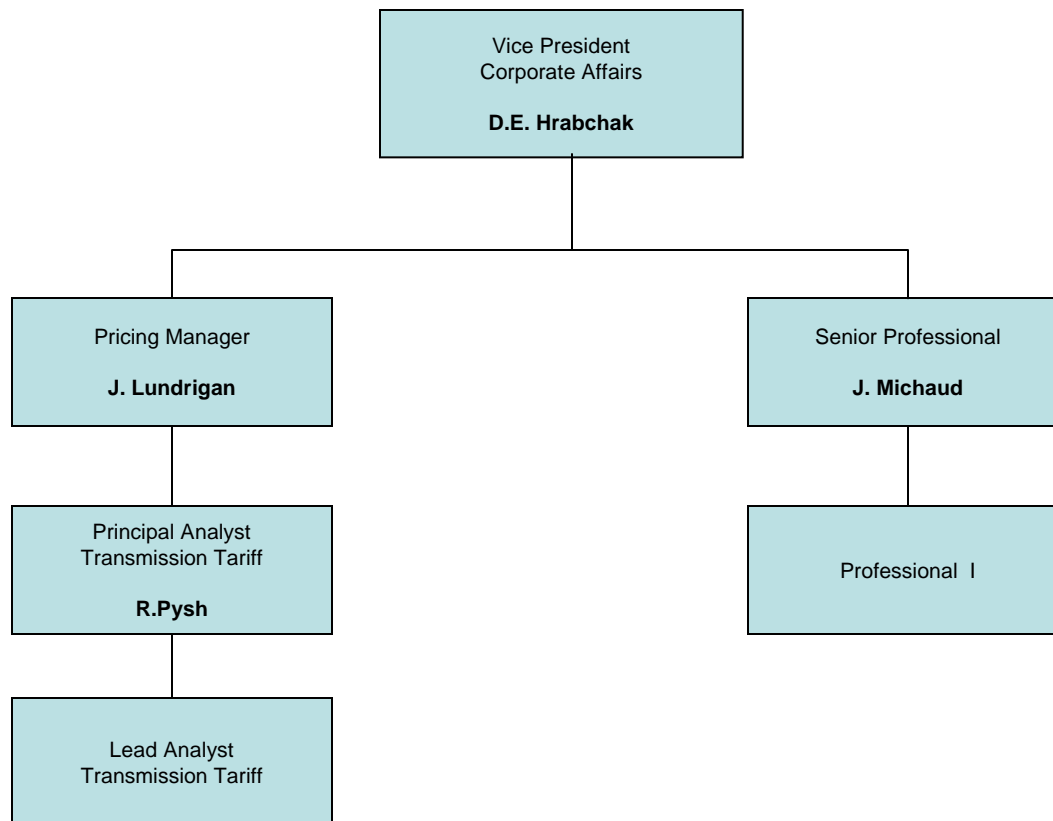 Vice President
Corporate Affairs
D.E. Hrabchak
Pricing Manager
J. Lundrigan
Senior Professional
J. Michaud
Principal Analyst
Transmission Tariff
R.Pysh
Professional I
Lead Analyst
Transmission Tariff